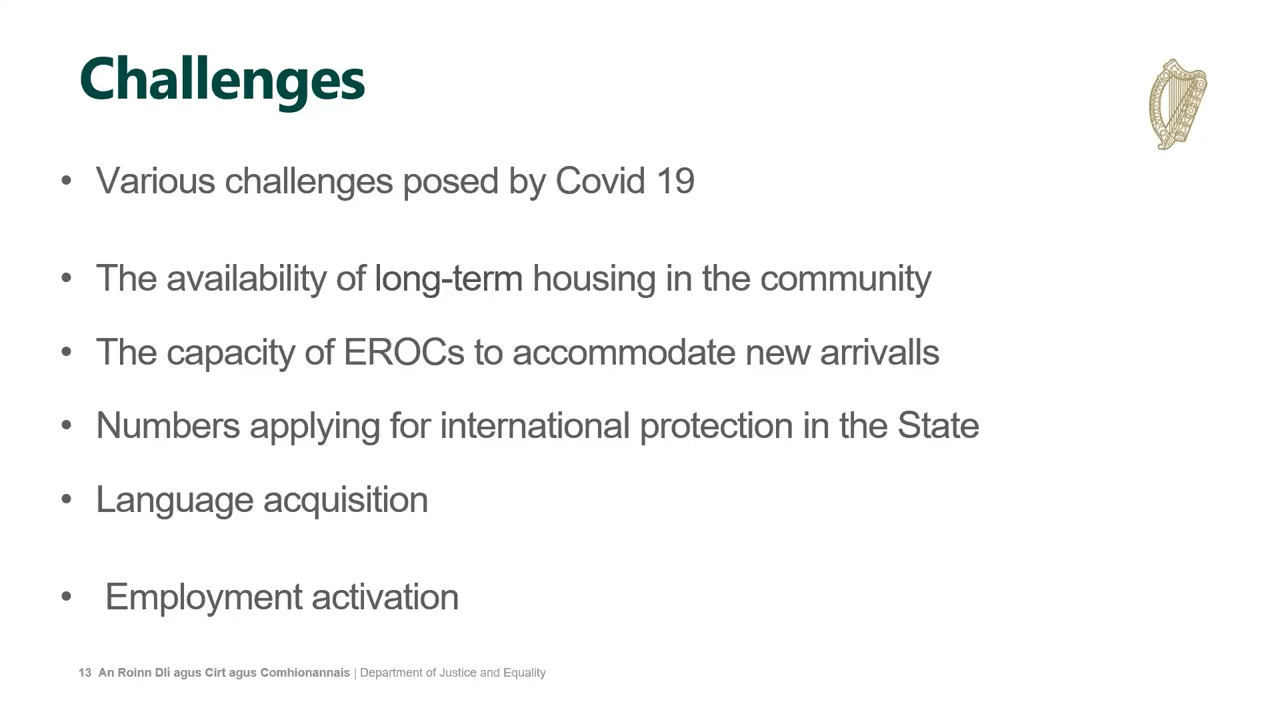 Challenges
• Various challenges posed by Covid 19
• The availability of long-term housing in the community
• The capacity of EROCs to accommodate new arrivalls
• Numbers applying for international protection in the State
• Language acquisition
• Employment activation
13 An Roinn Dlí agus Cirt agus Comhionannais | Department of Justice and Equality